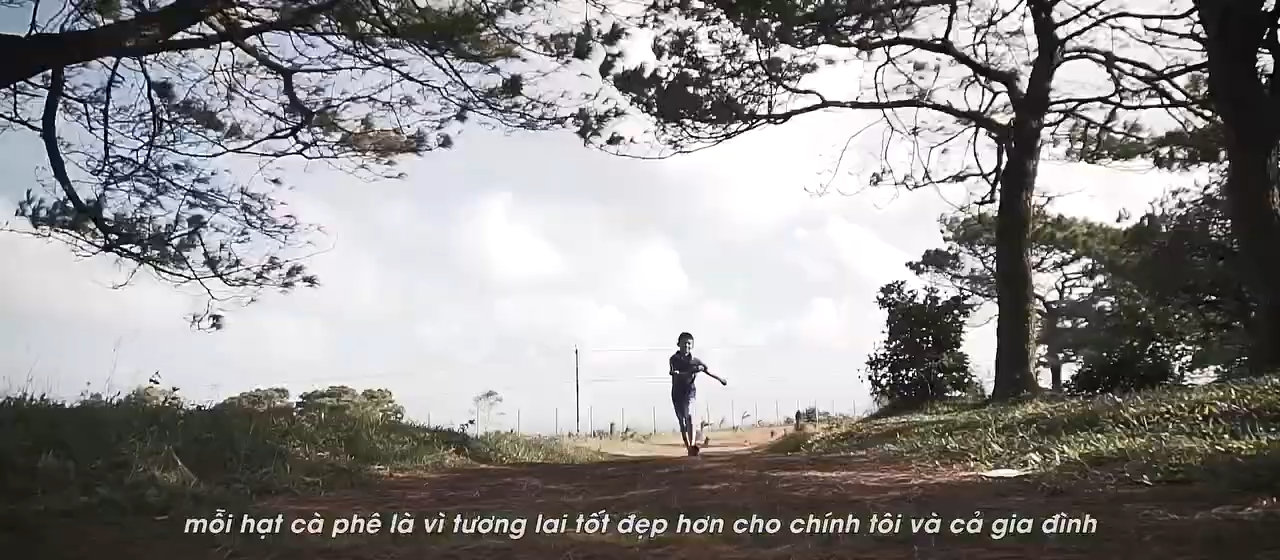 mỗi hạt cà phê là vì tương lai tốt đẹp hơn cho chính tôi và cả gia đình